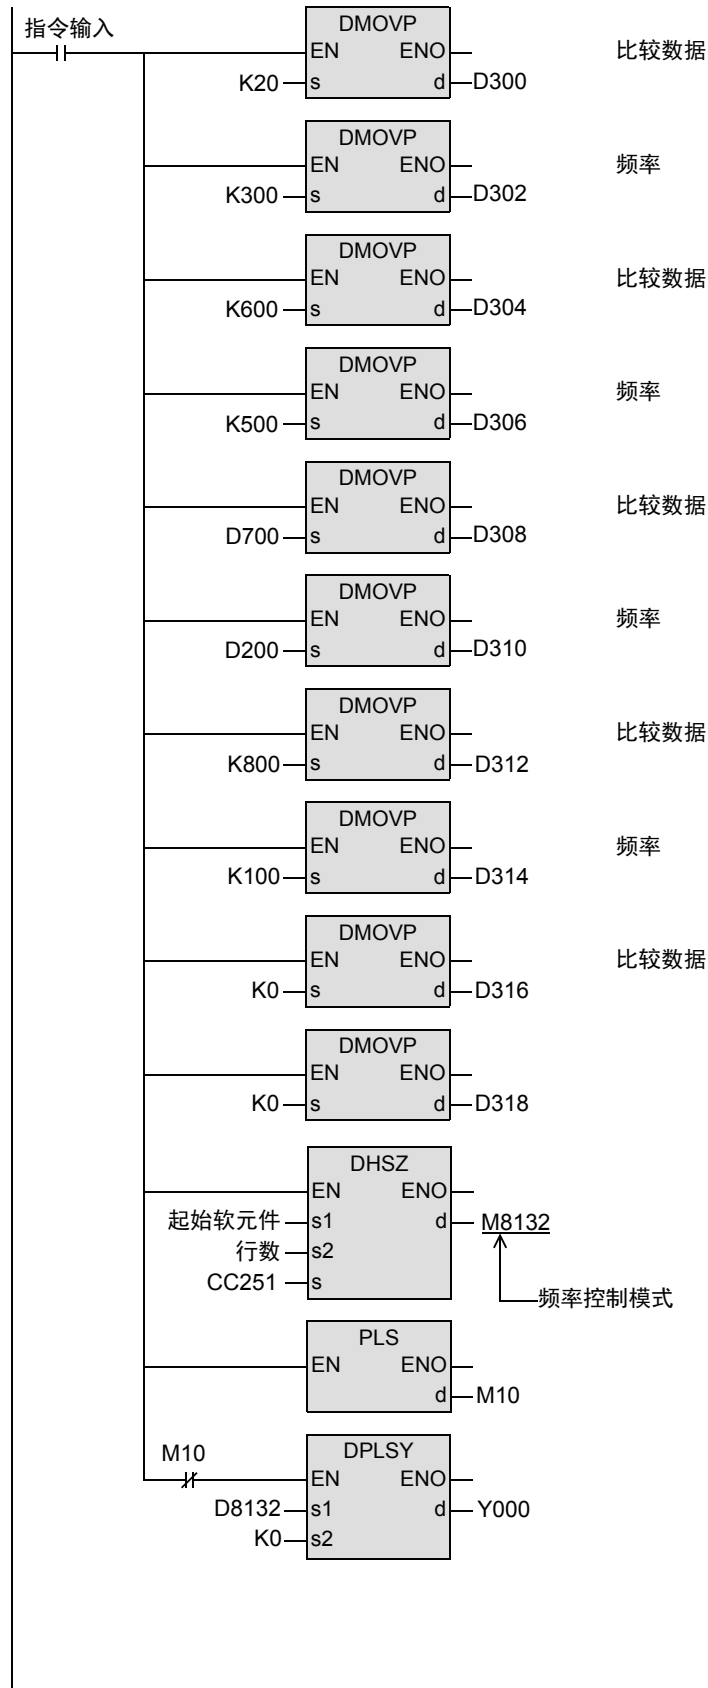 指令输入
DMOVP
EN ENO 比较数据
K20 s d D300
DMOVP
EN ENO 频率
K300 s d D302
DMOVP
EN ENO 比较数据
K600 s d D304
DMOVP
EN ENO 频率
K500 s d D306
DMOVP
EN ENO 比较数据
D700 s d D308
DMOVP
EN ENO 频率
D200 s d D310
DMOVP
EN ENO 比较数据
K800 s d D312
DMOVP
EN ENO 频率
K100 s d D314
DMOVP
EN ENO 比较数据
K0 s d D316
DMOVP
EN ENO
K0 s d D318
DHSZ
EN ENO
起始软元件 s1 d M8132
行数 s2
CC251 s
频率控制模式
PLS
EN ENO
d M10
M10 DPLSY
EN ENO
D8132 s1 d Y000
K0 s2